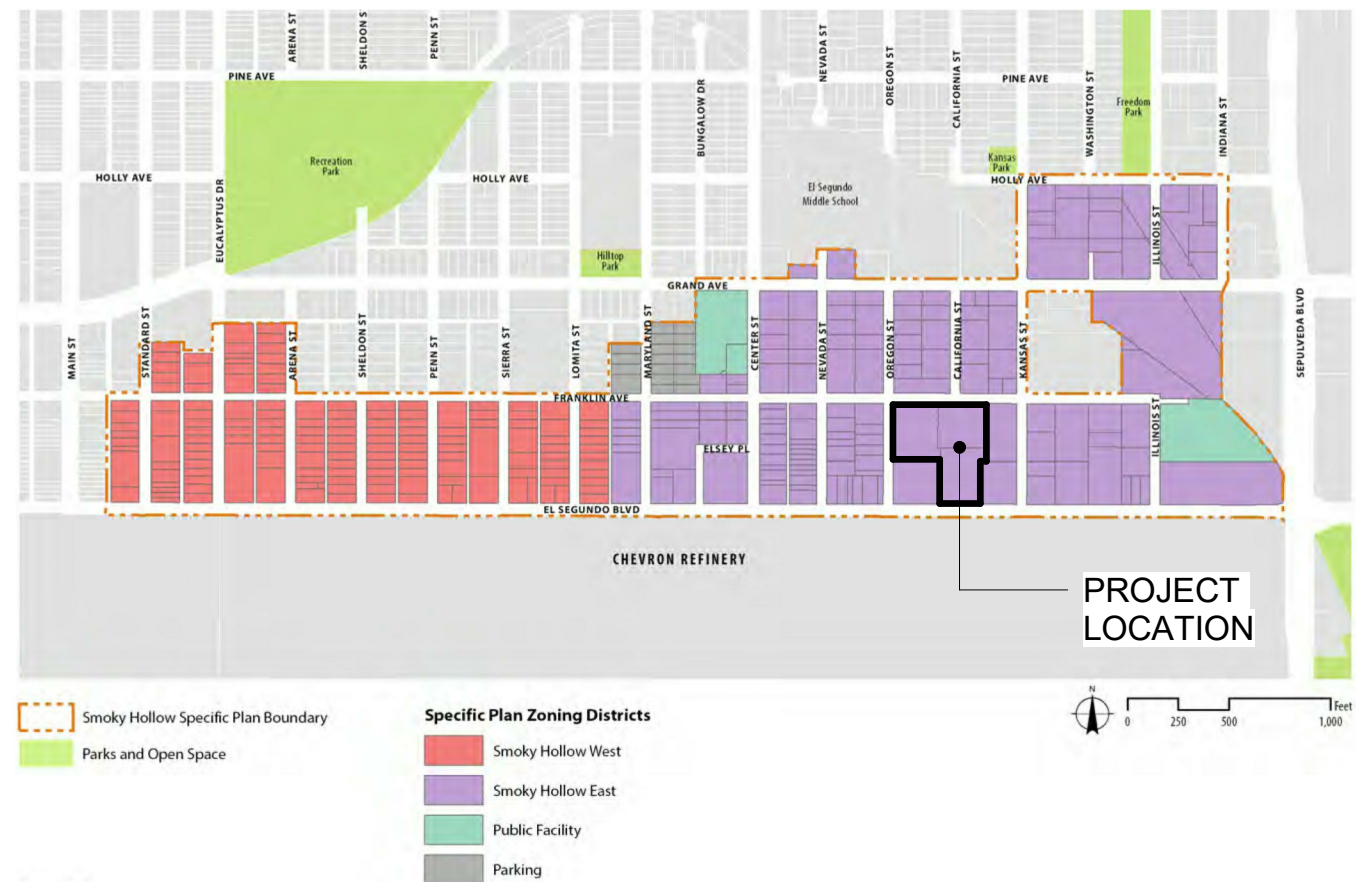 ARENA ST
SHELDON S
PENN ST
NEVADA ST
OREGON ST
CALIFORNIA ST
WASHINGTON ST
INDIANA ST
PINE AVE
PINE AVE
BUNGALOW DR
Freedom
Park
Recreation
Park
Kansas
Park
HOLLY AVE
HOLLY AVE
HOLLY AVE
EUCALYPTUS DR
El Segundo
Middle School
ILLINOIS ST
Hilltop
Park
GRAND AVE
SEPULVEDA BLVD
MAIN ST
STANDARD ST
ARENA ST
SHELDON ST
PENN ST
SIERRA ST
LOMITA ST
MARYLAND ST
CENTER ST
NEVADA ST
OREGON ST
CALIFORNIA ST
KANSAS ST
FRANKLIN AVE
ELSEY PL
ILLINOIS ST
EL SEGUNDO BLVD
CHEVRON REFINERY
PROJECT
LOCATION
Smoky Hollow Specific Plan Boundary
Parks and Open Space
Specific Plan Zoning Districts
Smoky Hollow West
Smoky Hollow East
Public Facility
Parking
N
Feet
0 250 500 1,000